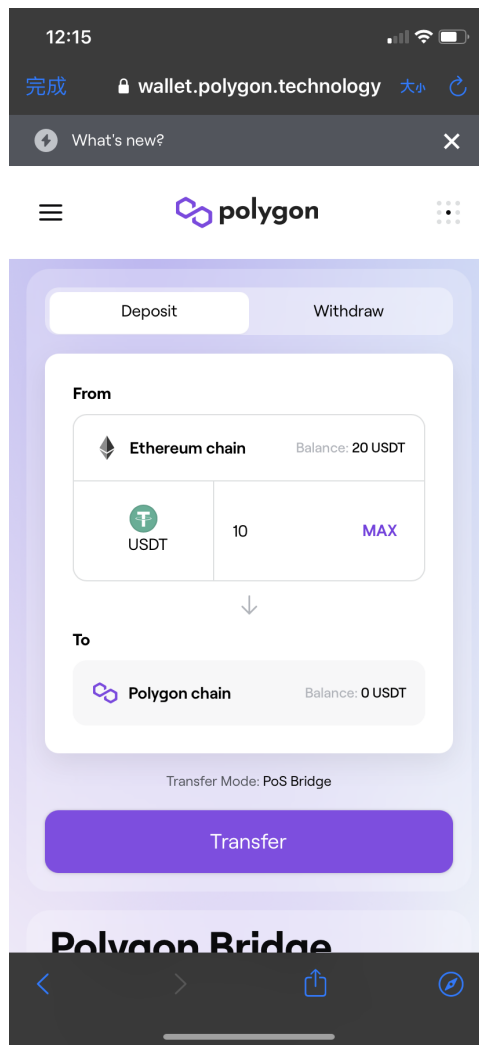 12:15
完成 wallet.polygon.technology 大小
What's new?
polygon
Deposit Withdraw
From
Ethereum chain Balance: 20 USDT
USDT 10 MAX
To
Polygon chain Balance: 0 USDT
Transfer Mode: PoS Bridge
Transfer
Polygon Bridge